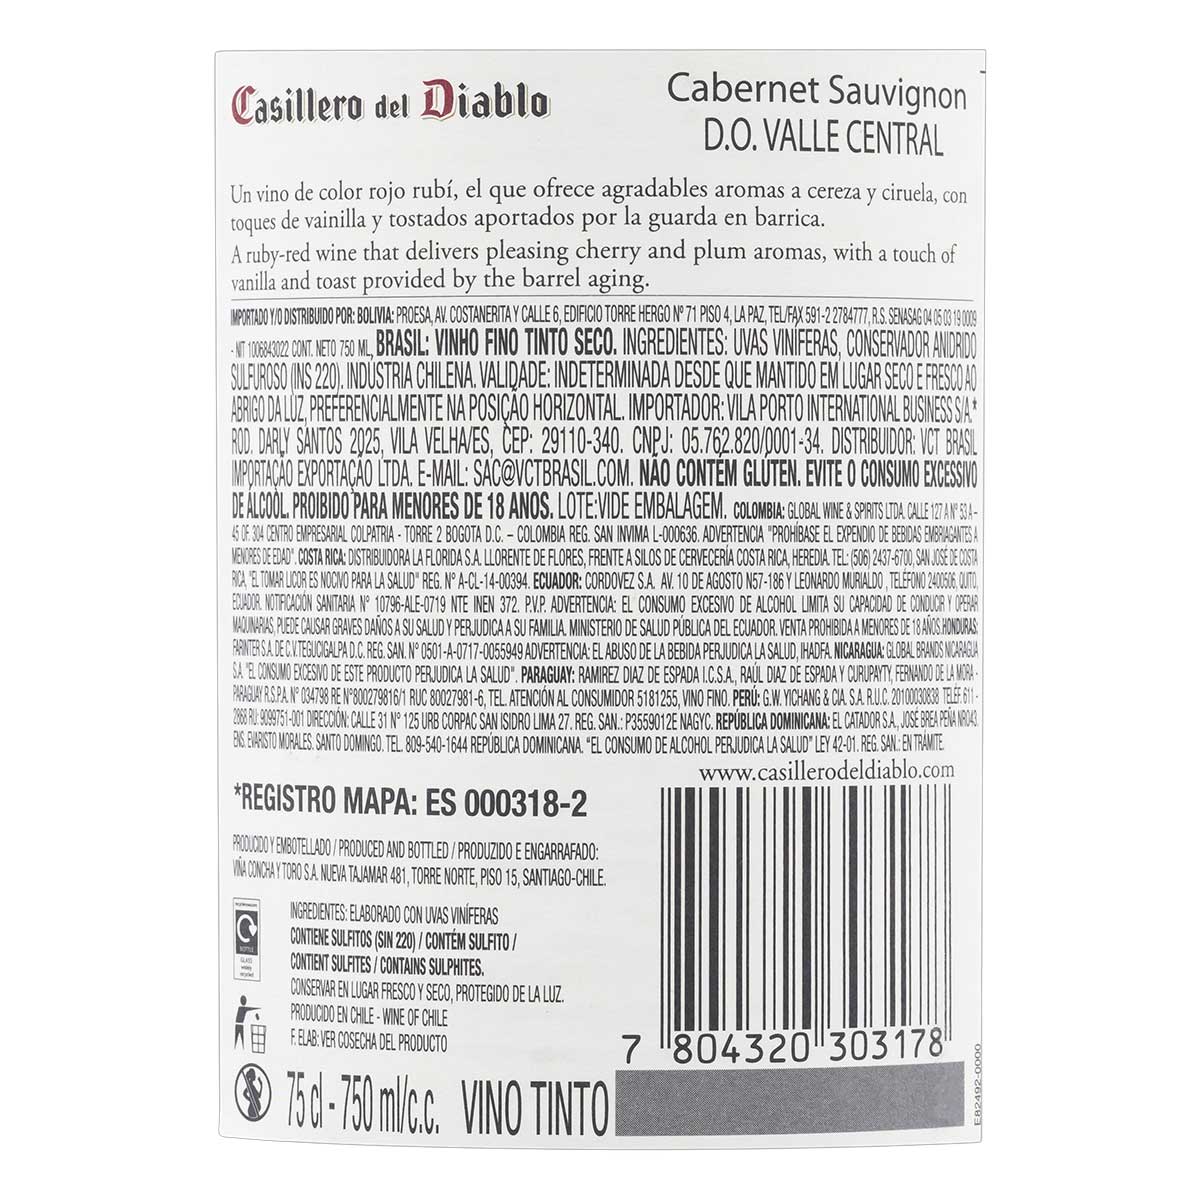 Casillero del Diablo
Cabernet Sauvignon
D.O. VALLE CENTRAL
Un vino de color rojo rubí, el que ofrece agradables aromas a cereza y ciruela, con
toques de vainilla y tostados aportados por la guarda en barrica.
A ruby-red wine that delivers pleasing cherry and plum aromas, with a touch of
vanilla and toast provided by the barrel aging.
IMPORTADO Y/O DISTRIBUIDO POR: BOLIVIA: PROESA, AV. COSTANERITA Y CALLE 6, EDIFICIO TORRE HERGO Nº 71 PISO 4, LA PAZ, TEL/FAX 591-2 2784777, R.S. SENASAG 04 05 03 19 0009
- NIT 1006843022 CONT. NETO 750 ML, BRASIL: VINHO FINO TINTO SECO. INGREDIENTES: UVAS VINÍFERAS, CONSERVADOR ANIDRIDO
SULFUROSO (INS 220). INDÚSTRIA CHILENA. VALIDADE: INDETERMINADA DESDE QUE MANTIDO EM LUGAR SECO E FRESCO AO
ABRIGO DA LUZ, PREFERENCIALMENTE NA POSIÇÃO HORIZONTAL. IMPORTADOR: VILA PORTO INTERNATIONAL BUSINESS S/A.*
ROD. DARLY SANTOS 2025, VILA VELHA/ES, CEP: 29110-340. CNPJ: 05.762.820/0001-34. DISTRIBUIDOR: VCT BRASIL
IMPORTAÇÃO EXPORTAÇÃO LTDA. E-MAIL: SAC@VCTBRASIL.COM. NÃO CONTÉM GLÚTEN. EVITE O CONSUMO EXCESSIVO
DE ÁLCOOL. PROIBIDO PARA MENORES DE 18 ANOS. LOTE:VIDE EMBALAGEM. COLOMBIA: GLOBAL WINE & SPIRITS LTDA. CALLE 127 A Nº 53 A –
45 OF. 304 CENTRO EMPRESARIAL COLPATRIA - TORRE 2 BOGOTA D.C. – COLOMBIA REG. SAN INVIMA L-000636. ADVERTENCIA "PROHÍBASE EL EXPENDIO DE BEBIDAS EMBRIAGANTES A
MENORES DE EDAD". COSTA RICA: DISTRIBUIDORA LA FLORIDA S.A. LLORENTE DE FLORES, FRENTE A SILOS DE CERVECERÍA COSTA RICA, HEREDIA. TEL: (506) 2437-6700, SAN JOSÉ DE COSTA
RICA, "EL TOMAR LICOR ES NOCIVO PARA LA SALUD" REG. Nº A-CL-14-00394. ECUADOR: CORDOVEZ S.A. AV. 10 DE AGOSTO N57-186 Y LEONARDO MURIALDO , TELÉFONO 2400506, QUITO,
ECUADOR. NOTIFICACIÓN SANITARIA Nº 10796-ALE-0719 NTE INEN 372. P.V.P. ADVERTENCIA: EL CONSUMO EXCESIVO DE ALCOHOL LIMITA SU CAPACIDAD DE CONDUCIR Y OPERAR
MAQUINARIAS, PUEDE CAUSAR GRAVES DAÑOS A SU SALUD Y PERJUDICA A SU FAMILIA. MINISTERIO DE SALUD PÚBLICA DEL ECUADOR. VENTA PROHIBIDA A MENORES DE 18 AÑOS. HONDURAS:
FARINTER S.A. DE C.V.TEGUCIGALPA D.C. REG. SAN. Nº 0501-A-0717-0055949 ADVERTENCIA: EL ABUSO DE LA BEBIDA PERJUDICA LA SALUD, IHADFA. NICARAGUA: GLOBAL BRANDS NICARAGUA
S.A. "EL CONSUMO EXCESIVO DE ESTE PRODUCTO PERJUDICA LA SALUD". PARAGUAY: RAMIREZ DIAZ DE ESPADA I.C.S.A., RAÚL DIAZ DE ESPADA Y CURUPAYTY, FERNANDO DE LA MORA -
PARAGUAY R.S.P.A. Nº 034798 RE Nº800279816/1 RUC 80027981-6, TEL. ATENCIÓN AL CONSUMIDOR 5181255, VINO FINO. PERÚ: G.W. YICHANG & CIA. S.A. R.U.C. 20100030838 TELÉF. 611-
2868 RU: 9099751-001 DIRECCIÓN: CALLE 31 N° 125 URB CORPAC SAN ISIDRO LIMA 27. REG. SAN.: P3559012E NAGYC. REPÚBLICA DOMINICANA: EL CATADOR S.A., JOSÉ BREA PEÑA NRO43
ENS. EVARISTO MORALES. SANTO DOMINGO. TEL. 809-540-1644 REPÚBLICA DOMINICANA. "EL CONSUMO DE ALCOHOL PERJUDICA LA SALUD" LEY 42-01. REG. SAN.: EN TRÁMITE.
www.casillerodeldiablo.com
*REGISTRO MAPA: ES 000318-2
PRODUCIDO Y EMBOTELLADO / PRODUCED AND BOTTLED / PRODUZIDO E ENGARRAFADO:
VIÑA CONCHA Y TORO S.A. NUEVA TAJAMAR 481, TORRE NORTE, PISO 15, SANTIAGO-CHILE.
INGREDIENTES: ELABORADO CON UVAS VINÍFERAS
CONTIENE SULFITOS (SIN 220) / CONTÉM SULFITO /
CONTIENT SULFITES / CONTAINS SULPHITES.
CONSERVAR EN LUGAR FRESCO Y SECO, PROTEGIDO DE LA LUZ.
PRODUCIDO EN CHILE - WINE OF CHILE
F. ELAB: VER COSECHA DEL PRODUCTO
BOTTLE
GLASS
widely
recycled
7 804320 303178
75 cl - 750 ml/c.c. VINO TINTO
E82492-0000